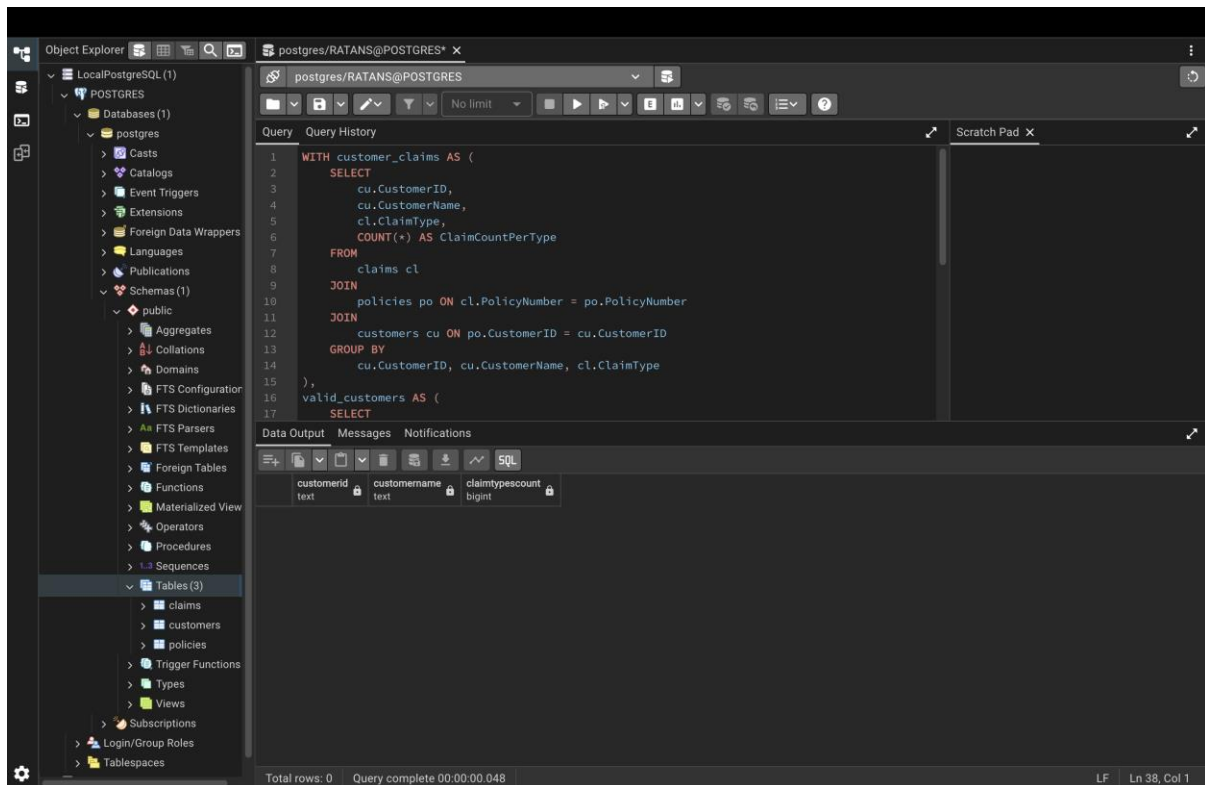 Object Explorer
LocalPostgreSQL (1)
POSTGRES
Databases (1)
postgres
Casts
Catalogs
Event Triggers
Extensions
Foreign Data Wrappers
Languages
Publications
Schemas (1)
public
Aggregates
Collations
Domains
FTS Configuration
FTS Dictionaries
Aa FTS Parsers
FTS Templates
Foreign Tables
Functions
Materialized View
Operators
Procedures
1..3 Sequences
Tables (3)
claims
customers
policies
Trigger Functions
Types
Views
Subscriptions
Login/Group Roles
Tablespaces
postgres/RATANS@POSTGRES* X
postgres/RATANS@POSTGRES
No limit
E
Query Query History
Scratch Pad X
1 WITH customer_claims AS (
2 SELECT
3 cu.CustomerID,
4 cu.CustomerName,
5 cl.ClaimType,
6 COUNT(*) AS ClaimCountPerType
7 FROM
8 claims cl
9 JOIN
10 policies po ON cl.PolicyNumber = po.PolicyNumber
11 JOIN
12 customers cu ON po.CustomerID = cu.CustomerID
13 GROUP BY
14 cu.CustomerID, cu.CustomerName, cl.ClaimType
15 ),
16 valid_customers AS (
17 SELECT
Data Output Messages Notifications
SQL
customerid customername claimtypescount
text text bigint
Total rows: 0 Query complete 00:00:00.048 LF Ln 38, Col 1